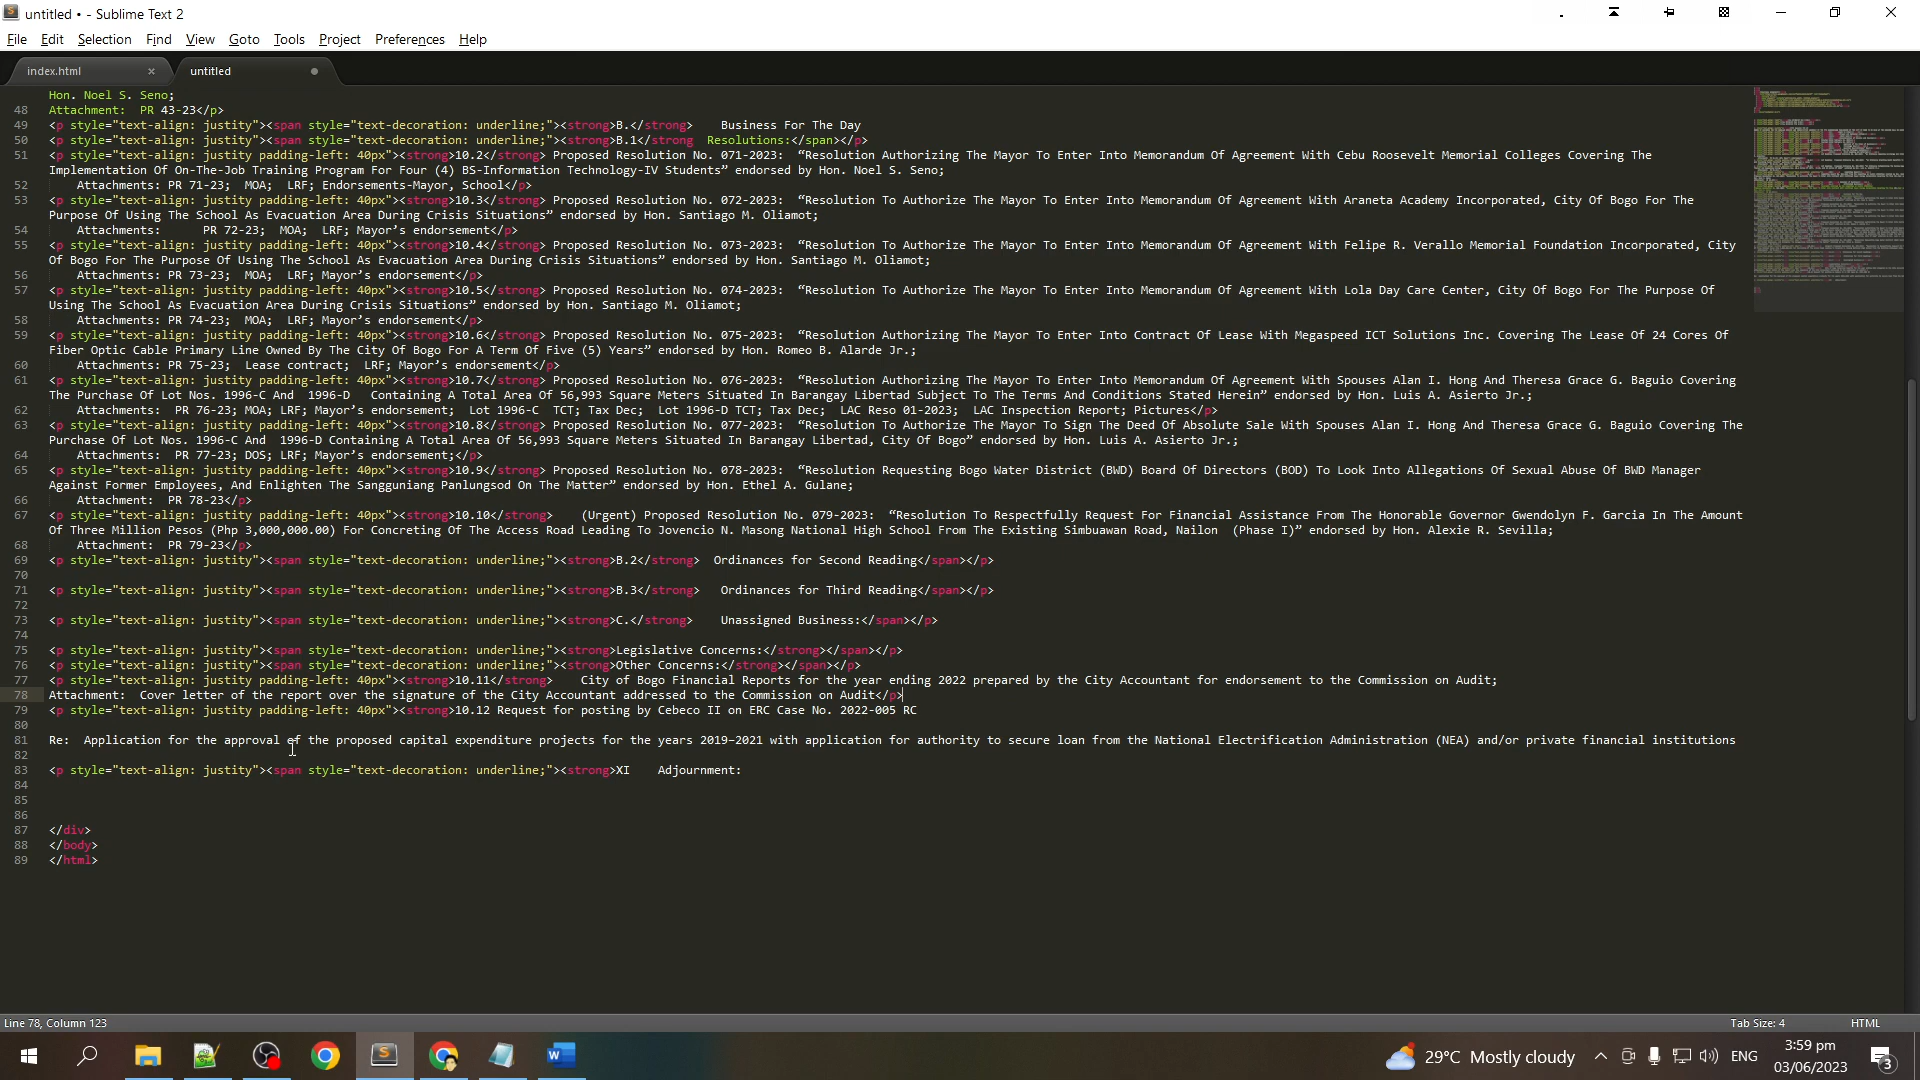 untitled • - Sublime Text 2
File Edit Selection Find View Goto Tools Project Preferences Help
index.html × untitled
Hon. Noel S. Seno;
48 Attachment:  PR 43-23</p>
49 <p style="text-align: justity"><span style="text-decoration: underline;"><strong>B.</strong>    Business For The Day
50 <p style="text-align: justity"><span style="text-decoration: underline;"><strong>B.1</strong  Resolutions:</span></p>
51 <p style="text-align: justity padding-left: 40px"><strong>10.2</strong> Proposed Resolution No. 071-2023:  “Resolution Authorizing The Mayor To Enter Into Memorandum Of Agreement With Cebu Roosevelt Memorial Colleges Covering The
Implementation Of On-The-Job Training Program For Four (4) BS-Information Technology-IV Students” endorsed by Hon. Noel S. Seno;
52     Attachments: PR 71-23;  MOA;  LRF; Endorsements-Mayor, School</p>
53 <p style="text-align: justity padding-left: 40px"><strong>10.3</strong> Proposed Resolution No. 072-2023:  “Resolution To Authorize The Mayor To Enter Into Memorandum Of Agreement With Araneta Academy Incorporated, City Of Bogo For The
Purpose Of Using The School As Evacuation Area During Crisis Situations” endorsed by Hon. Santiago M. Oliamot;
54     Attachments:      PR 72-23;  MOA;  LRF; Mayor’s endorsement</p>
55 <p style="text-align: justity padding-left: 40px"><strong>10.4</strong> Proposed Resolution No. 073-2023:  “Resolution To Authorize The Mayor To Enter Into Memorandum Of Agreement With Felipe R. Verallo Memorial Foundation Incorporated, City
Of Bogo For The Purpose Of Using The School As Evacuation Area During Crisis Situations” endorsed by Hon. Santiago M. Oliamot;
56     Attachments: PR 73-23;  MOA;  LRF; Mayor’s endorsement</p>
57 <p style="text-align: justity padding-left: 40px"><strong>10.5</strong> Proposed Resolution No. 074-2023:  “Resolution To Authorize The Mayor To Enter Into Memorandum Of Agreement With Lola Day Care Center, City Of Bogo For The Purpose Of
Using The School As Evacuation Area During Crisis Situations” endorsed by Hon. Santiago M. Oliamot;
58     Attachments: PR 74-23;  MOA;  LRF; Mayor’s endorsement</p>
59 <p style="text-align: justity padding-left: 40px"><strong>10.6</strong> Proposed Resolution No. 075-2023:  “Resolution Authorizing The Mayor To Enter Into Contract Of Lease With Megaspeed ICT Solutions Inc. Covering The Lease Of 24 Cores Of
Fiber Optic Cable Primary Line Owned By The City Of Bogo For A Term Of Five (5) Years” endorsed by Hon. Romeo B. Alarde Jr.;
60     Attachments: PR 75-23;  Lease contract;  LRF; Mayor’s endorsement</p>
61 <p style="text-align: justity padding-left: 40px"><strong>10.7</strong> Proposed Resolution No. 076-2023:  “Resolution Authorizing The Mayor To Enter Into Memorandum Of Agreement With Spouses Alan I. Hong And Theresa Grace G. Baguio Covering
The Purchase Of Lot Nos. 1996-C And  1996-D   Containing A Total Area Of 56,993 Square Meters Situated In Barangay Libertad Subject To The Terms And Conditions Stated Herein” endorsed by Hon. Luis A. Asierto Jr.;
62     Attachments:  PR 76-23; MOA; LRF; Mayor’s endorsement;  Lot 1996-C  TCT; Tax Dec;  Lot 1996-D TCT; Tax Dec;  LAC Reso 01-2023;  LAC Inspection Report; Pictures</p>
63 <p style="text-align: justity padding-left: 40px"><strong>10.8</strong> Proposed Resolution No. 077-2023:  “Resolution To Authorize The Mayor To Sign The Deed Of Absolute Sale With Spouses Alan I. Hong And Theresa Grace G. Baguio Covering The
Purchase Of Lot Nos. 1996-C And  1996-D Containing A Total Area Of 56,993 Square Meters Situated In Barangay Libertad, City Of Bogo” endorsed by Hon. Luis A. Asierto Jr.;
64     Attachments:  PR 77-23; DOS; LRF; Mayor’s endorsement;</p>
65 <p style="text-align: justity padding-left: 40px"><strong>10.9</strong> Proposed Resolution No. 078-2023:  “Resolution Requesting Bogo Water District (BWD) Board Of Directors (BOD) To Look Into Allegations Of Sexual Abuse Of BWD Manager
Against Former Employees, And Enlighten The Sangguniang Panlungsod On The Matter” endorsed by Hon. Ethel A. Gulane;
66     Attachment:  PR 78-23</p>
67 <p style="text-align: justity padding-left: 40px"><strong>10.10</strong>    (Urgent) Proposed Resolution No. 079-2023:  “Resolution To Respectfully Request For Financial Assistance From The Honorable Governor Gwendolyn F. Garcia In The Amount
Of Three Million Pesos (Php 3,000,000.00) For Concreting Of The Access Road Leading To Jovencio N. Masong National High School From The Existing Simbuawan Road, Nailon  (Phase I)” endorsed by Hon. Alexie R. Sevilla;
68     Attachment:  PR 79-23</p>
69 <p style="text-align: justity"><span style="text-decoration: underline;"><strong>B.2</strong>  Ordinances for Second Reading</span></p>
70
71 <p style="text-align: justity"><span style="text-decoration: underline;"><strong>B.3</strong>   Ordinances for Third Reading</span></p>
72
73 <p style="text-align: justity"><span style="text-decoration: underline;"><strong>C.</strong>    Unassigned Business:</span></p>
74
75 <p style="text-align: justity"><span style="text-decoration: underline;"><strong>Legislative Concerns:</strong></span></p>
76 <p style="text-align: justity"><span style="text-decoration: underline;"><strong>Other Concerns:</strong></span></p>
77 <p style="text-align: justity padding-left: 40px"><strong>10.11</strong>    City of Bogo Financial Reports for the year ending 2022 prepared by the City Accountant for endorsement to the Commission on Audit;
78 Attachment:  Cover letter of the report over the signature of the City Accountant addressed to the Commission on Audit</p>
79 <p style="text-align: justity padding-left: 40px"><strong>10.12 Request for posting by Cebeco II on ERC Case No. 2022-005 RC
80
81 Re:  Application for the approval of the proposed capital expenditure projects for the years 2019–2021 with application for authority to secure loan from the National Electrification Administration (NEA) and/or private financial institutions
82
83 <p style="text-align: justity"><span style="text-decoration: underline;"><strong>XI    Adjournment:
84
85
86
87 </div>
88 </body>
89 </html>
Line 78, Column 123 Tab Size: 4 HTML
29°C Mostly cloudy ENG 3:59 pm
03/06/2023 3